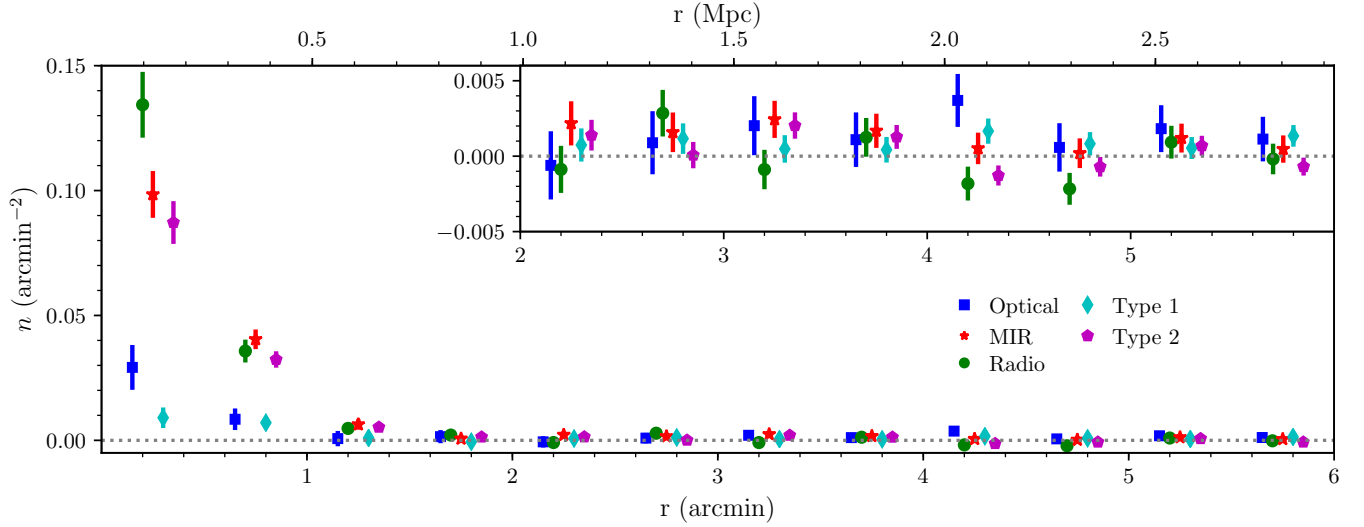 r (Mpc)
0.5 1.0 1.5 2.0 2.5
0.15
0.10
0.05
0.00
n (arcmin⁻²)
0.005
0.000
−0.005
2 3 4 5
Optical Type 1
MIR Type 2
Radio
1 2 3 4 5 6
r (arcmin)